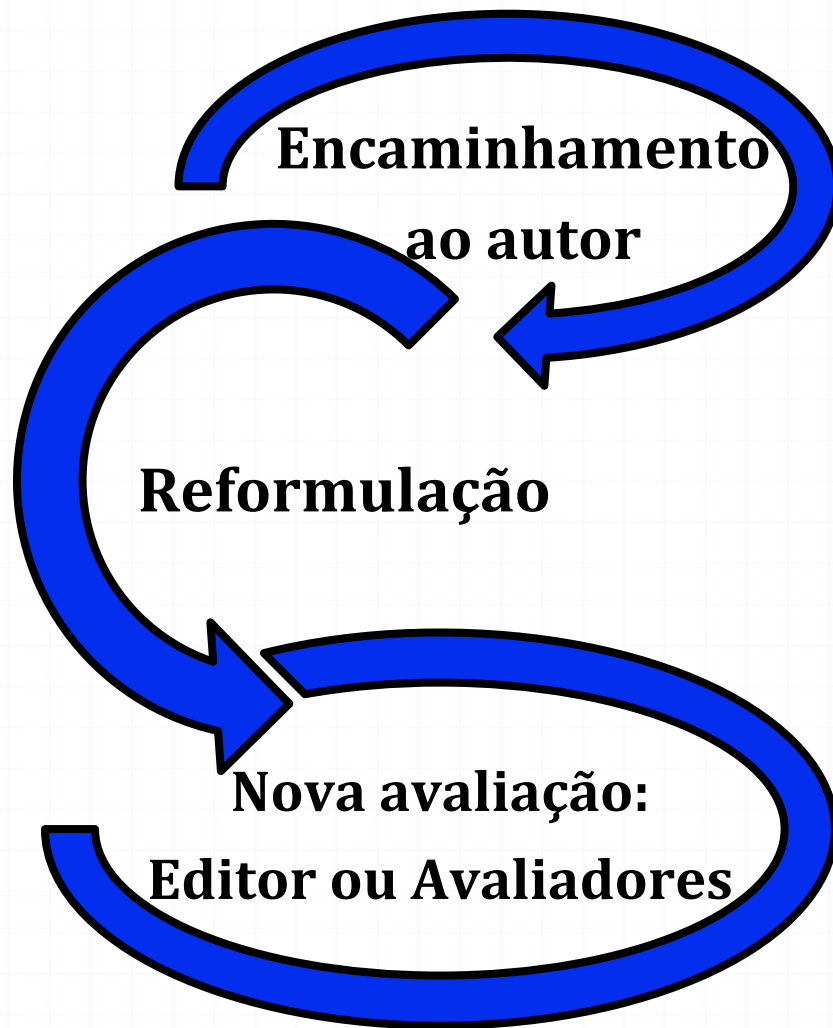 Encaminhamento
ao autor
Reformulação
Nova avaliação:
Editor ou Avaliadores